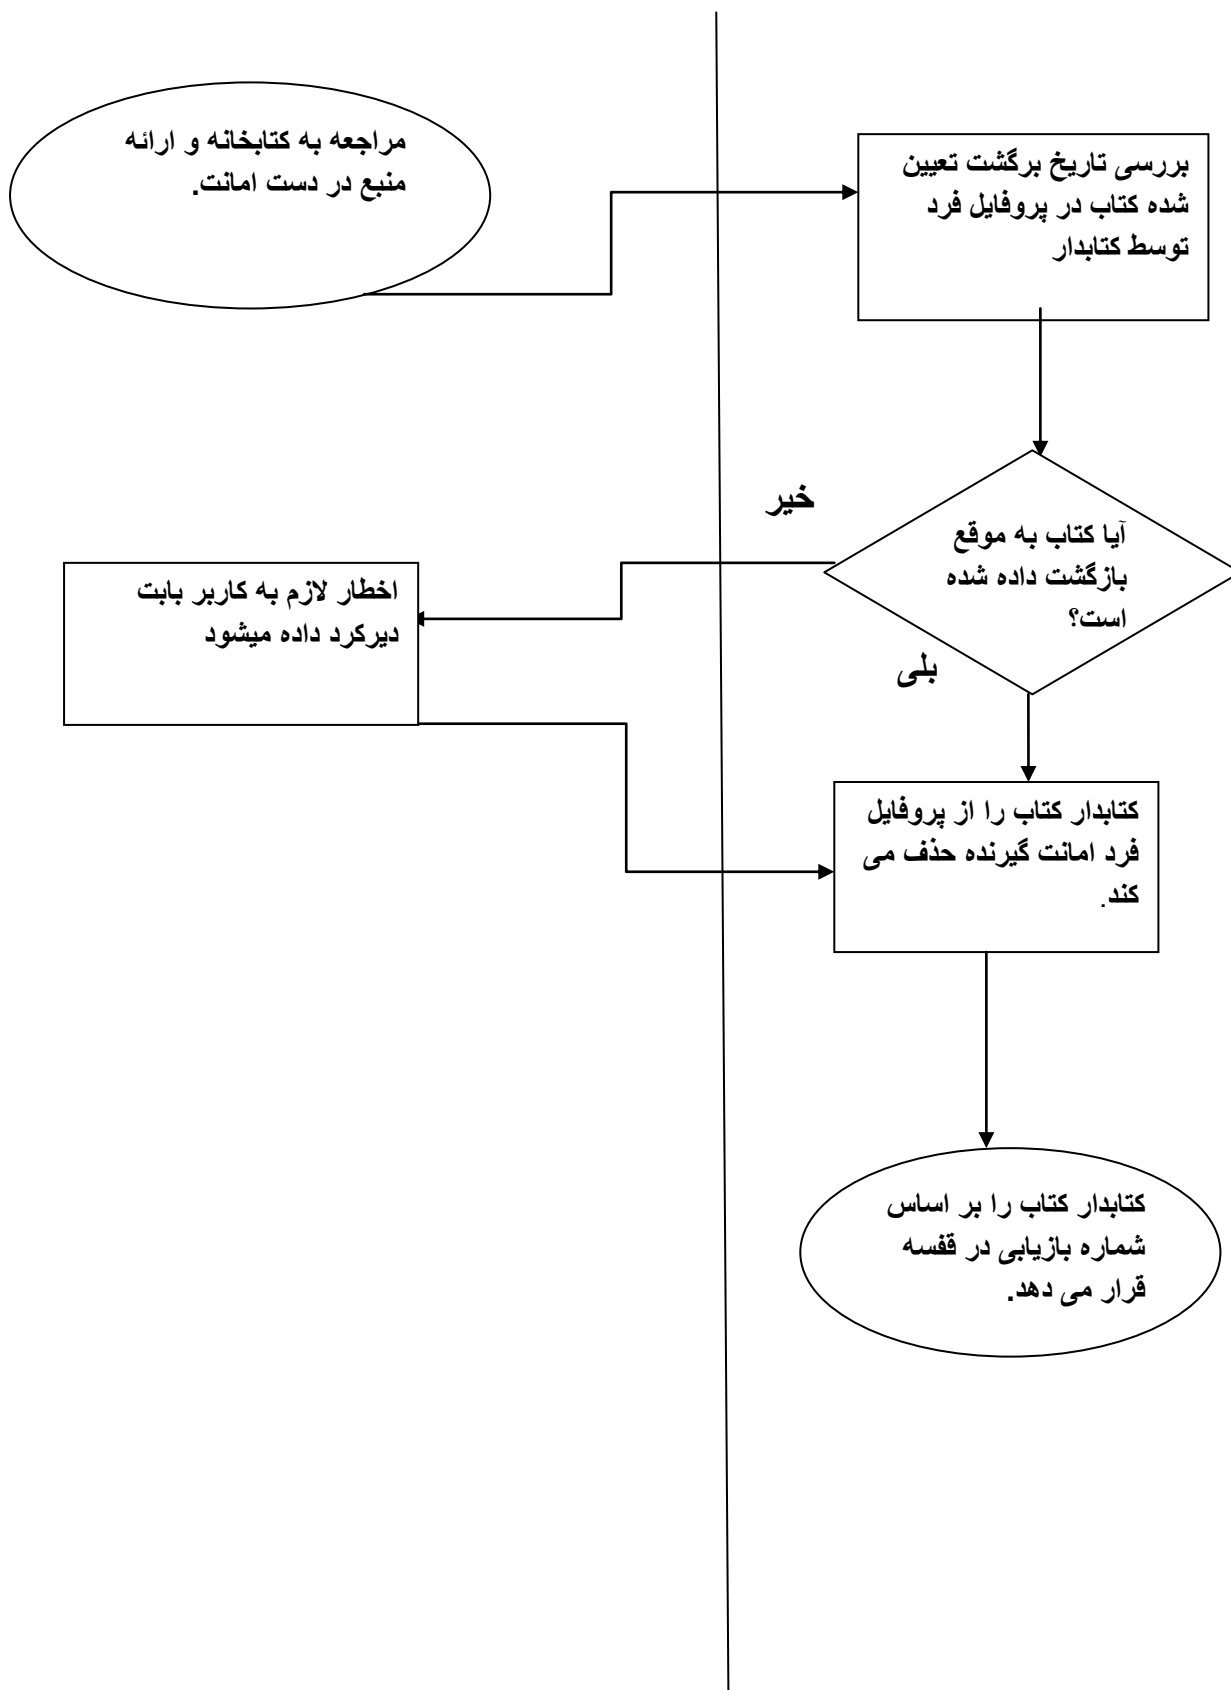 مراجعه به کتابخانه و ارائه
منبع در دست امانت.
بررسی تاریخ برگشت تعیین
شده کتاب در پروفایل فرد
توسط کتابدار
آیا کتاب به موقع
بازگشت داده شده
است؟
خیر
بلی
اخطار لازم به کاربر بابت
دیرکرد داده میشود
کتابدار کتاب را از پروفایل
فرد امانت گیرنده حذف می
کند.
کتابدار کتاب را بر اساس
شماره بازیابی در قفسه
قرار می دهد.